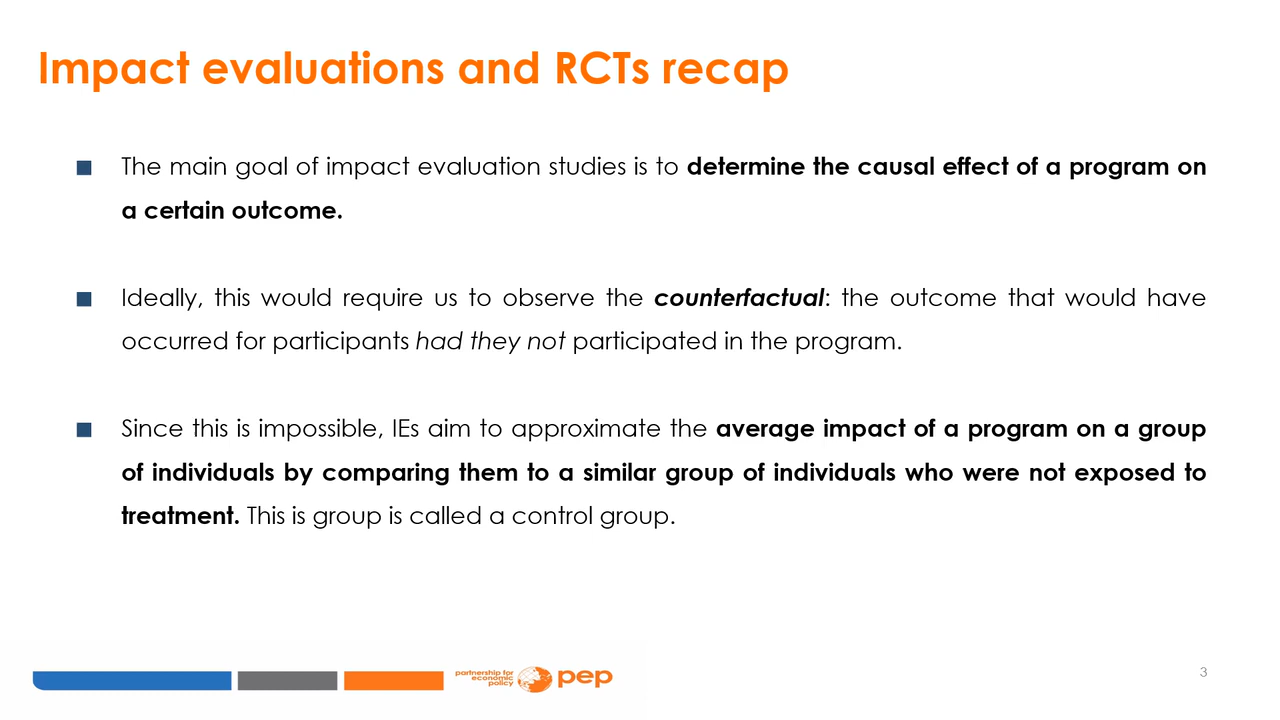 Impact evaluations and RCTs recap
The main goal of impact evaluation studies is to determine the causal effect of a program on
a certain outcome.
Ideally, this would require us to observe the counterfactual: the outcome that would have
occurred for participants had they not participated in the program.
Since this is impossible, IEs aim to approximate the average impact of a program on a group
of individuals by comparing them to a similar group of individuals who were not exposed to
treatment. This is group is called a control group.
partnership for
economic
policy
pep
3